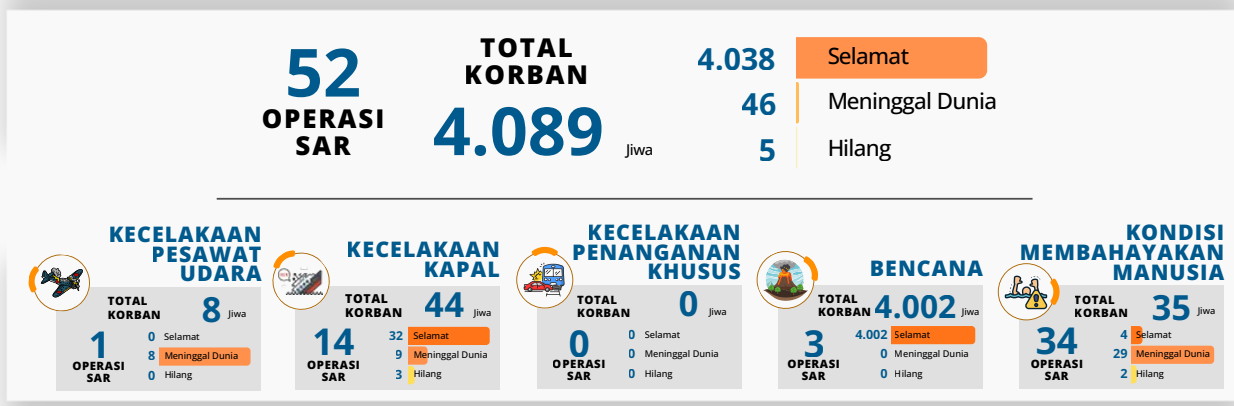 52
OPERASI
SAR
TOTAL
KORBAN
4.089 Jiwa
4.038 Selamat
46 Meninggal Dunia
5 Hilang
KECELAKAAN
PESAWAT
UDARA
TOTAL
KORBAN
8 Jiwa
1
OPERASI
SAR
0 Selamat
8 Meninggal Dunia
0 Hilang
KECELAKAAN
KAPAL
TOTAL
KORBAN
44 Jiwa
14
OPERASI
SAR
32 Selamat
9 Meninggal Dunia
3 Hilang
KECELAKAAN
PENANGANAN
KHUSUS
TOTAL
KORBAN
0 Jiwa
0
OPERASI
SAR
0 Selamat
0 Meninggal Dunia
0 Hilang
BENCANA
TOTAL
KORBAN
4.002 Jiwa
3
OPERASI
SAR
4.002 Selamat
0 Meninggal Dunia
0 Hilang
KONDISI
MEMBAHAYAKAN
MANUSIA
TOTAL
KORBAN
35 Jiwa
34
OPERASI
SAR
4 Selamat
29 Meninggal Dunia
2 Hilang